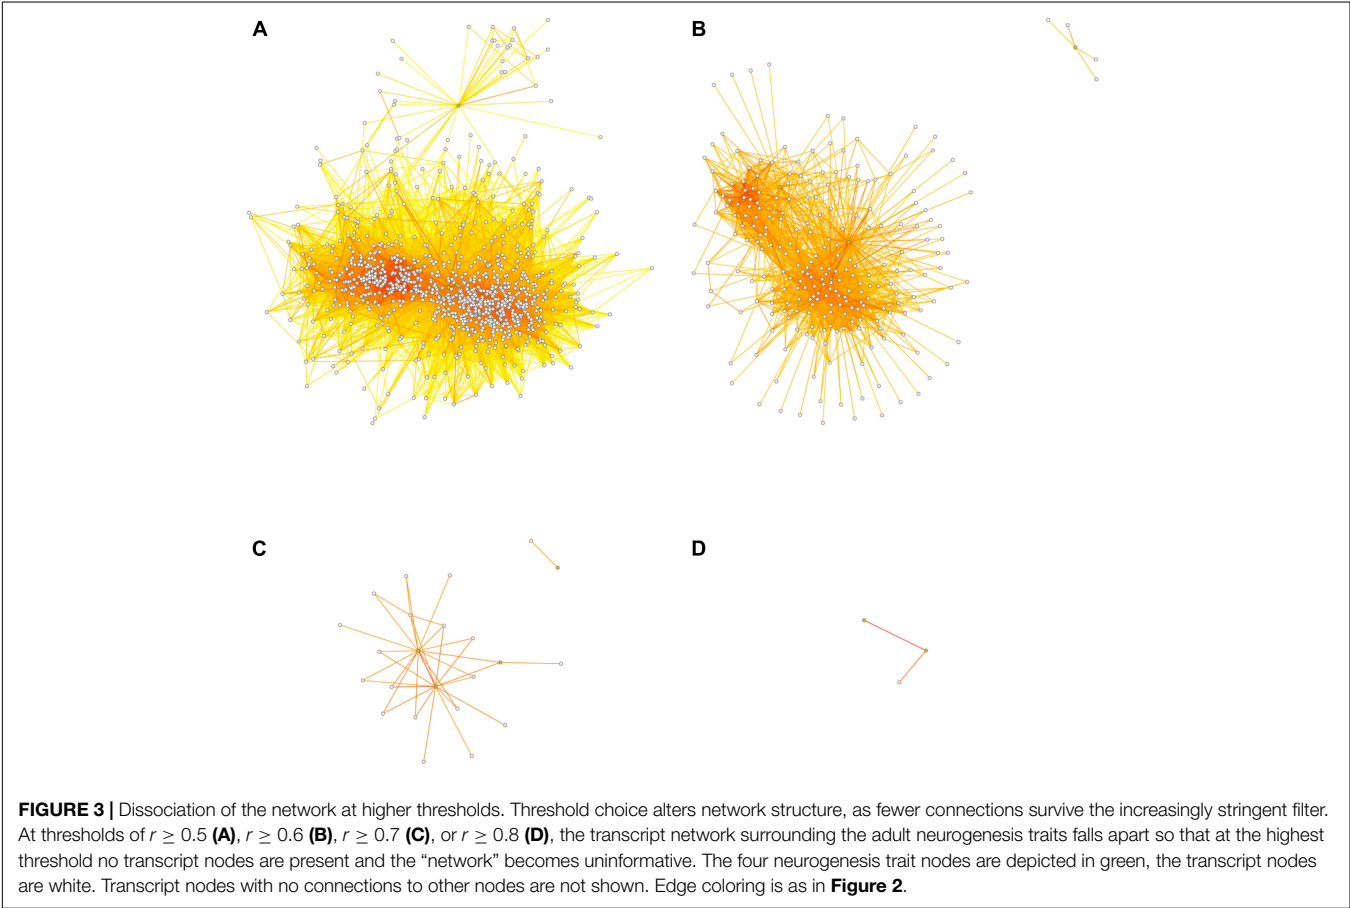 A
B
C
D
FIGURE 3 | Dissociation of the network at higher thresholds. Threshold choice alters network structure, as fewer connections survive the increasingly stringent filter.
At thresholds of r ≥ 0.5 (A), r ≥ 0.6 (B), r ≥ 0.7 (C), or r ≥ 0.8 (D), the transcript network surrounding the adult neurogenesis traits falls apart so that at the highest
threshold no transcript nodes are present and the “network” becomes uninformative. The four neurogenesis trait nodes are depicted in green, the transcript nodes
are white. Transcript nodes with no connections to other nodes are not shown. Edge coloring is as in Figure 2.